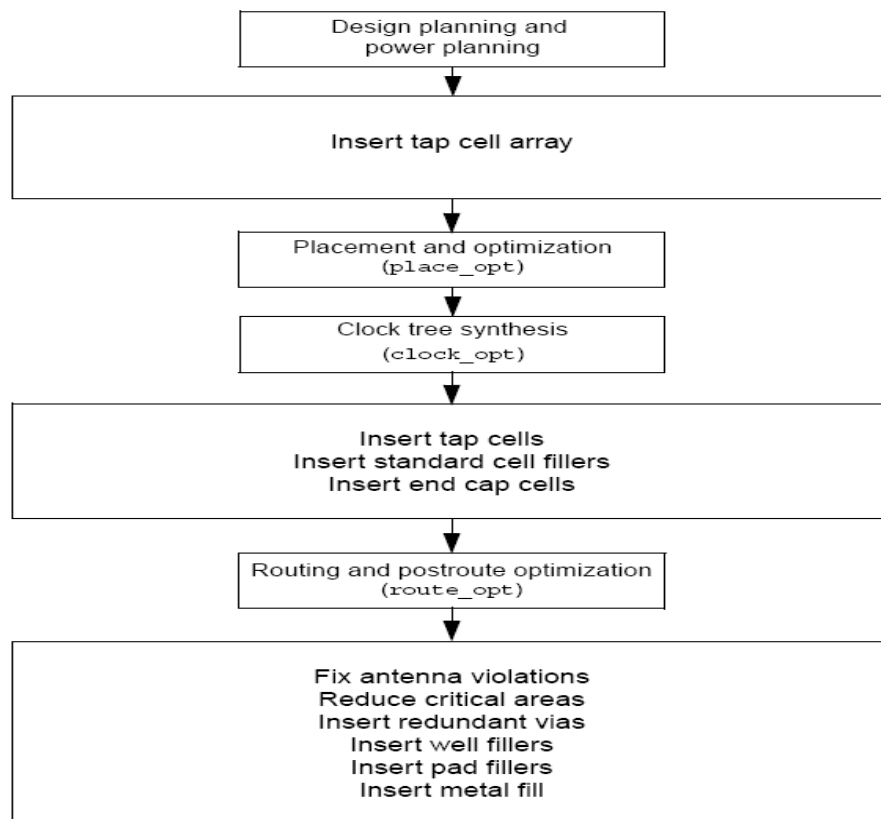 Design planning and
power planning
Insert tap cell array
Placement and optimization
(place_opt)
Clock tree synthesis
(clock_opt)
Insert tap cells
Insert standard cell fillers
Insert end cap cells
Routing and postroute optimization
(route_opt)
Fix antenna violations
Reduce critical areas
Insert redundant vias
Insert well fillers
Insert pad fillers
Insert metal fill